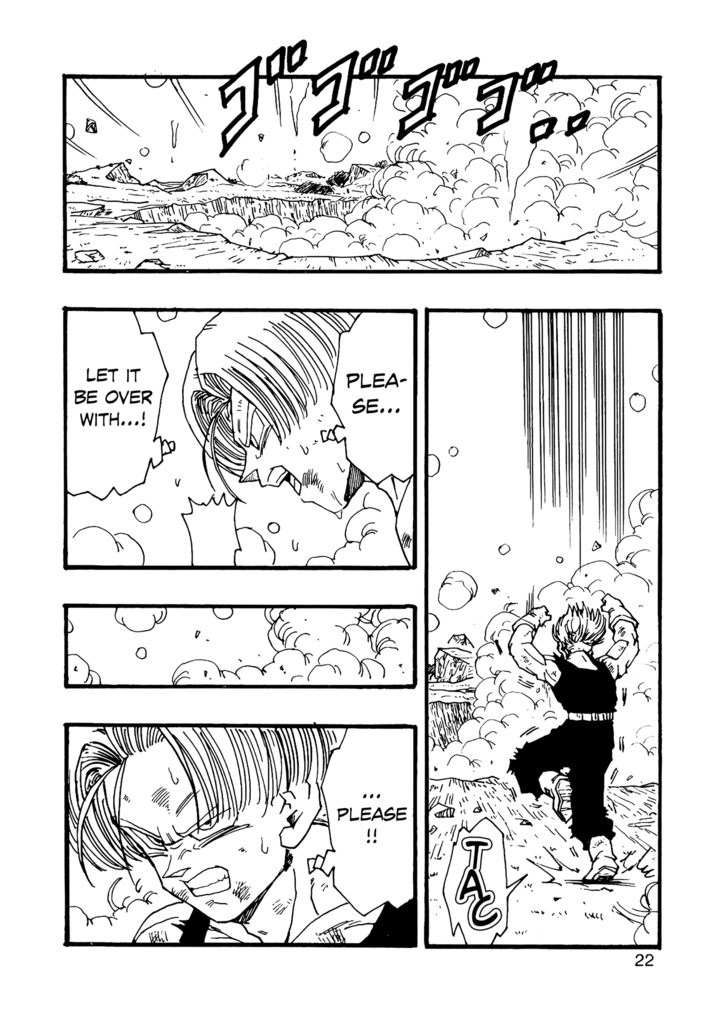 ゴゴゴゴ
TAC
PLEA-
SE...
LET IT
BE OVER
WITH...!
...
PLEASE
!!
22